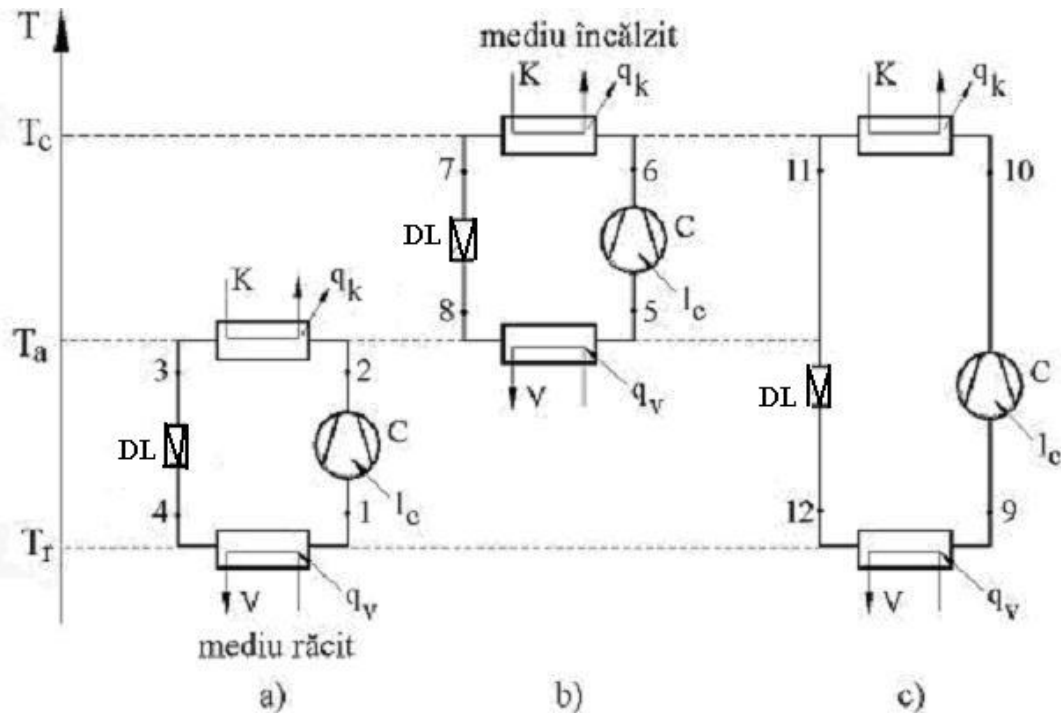 T
mediu încălzit
K
q_k
K
q_k
T_c
7
6
11
10
DL
C
K
q_k
8
5
l_c
T_a
3
2
V
q_v
DL
C
DL
C
l_c
4
1
l_c
12
9
T_r
V
q_v
V
q_v
mediu răcit
a)
b)
c)